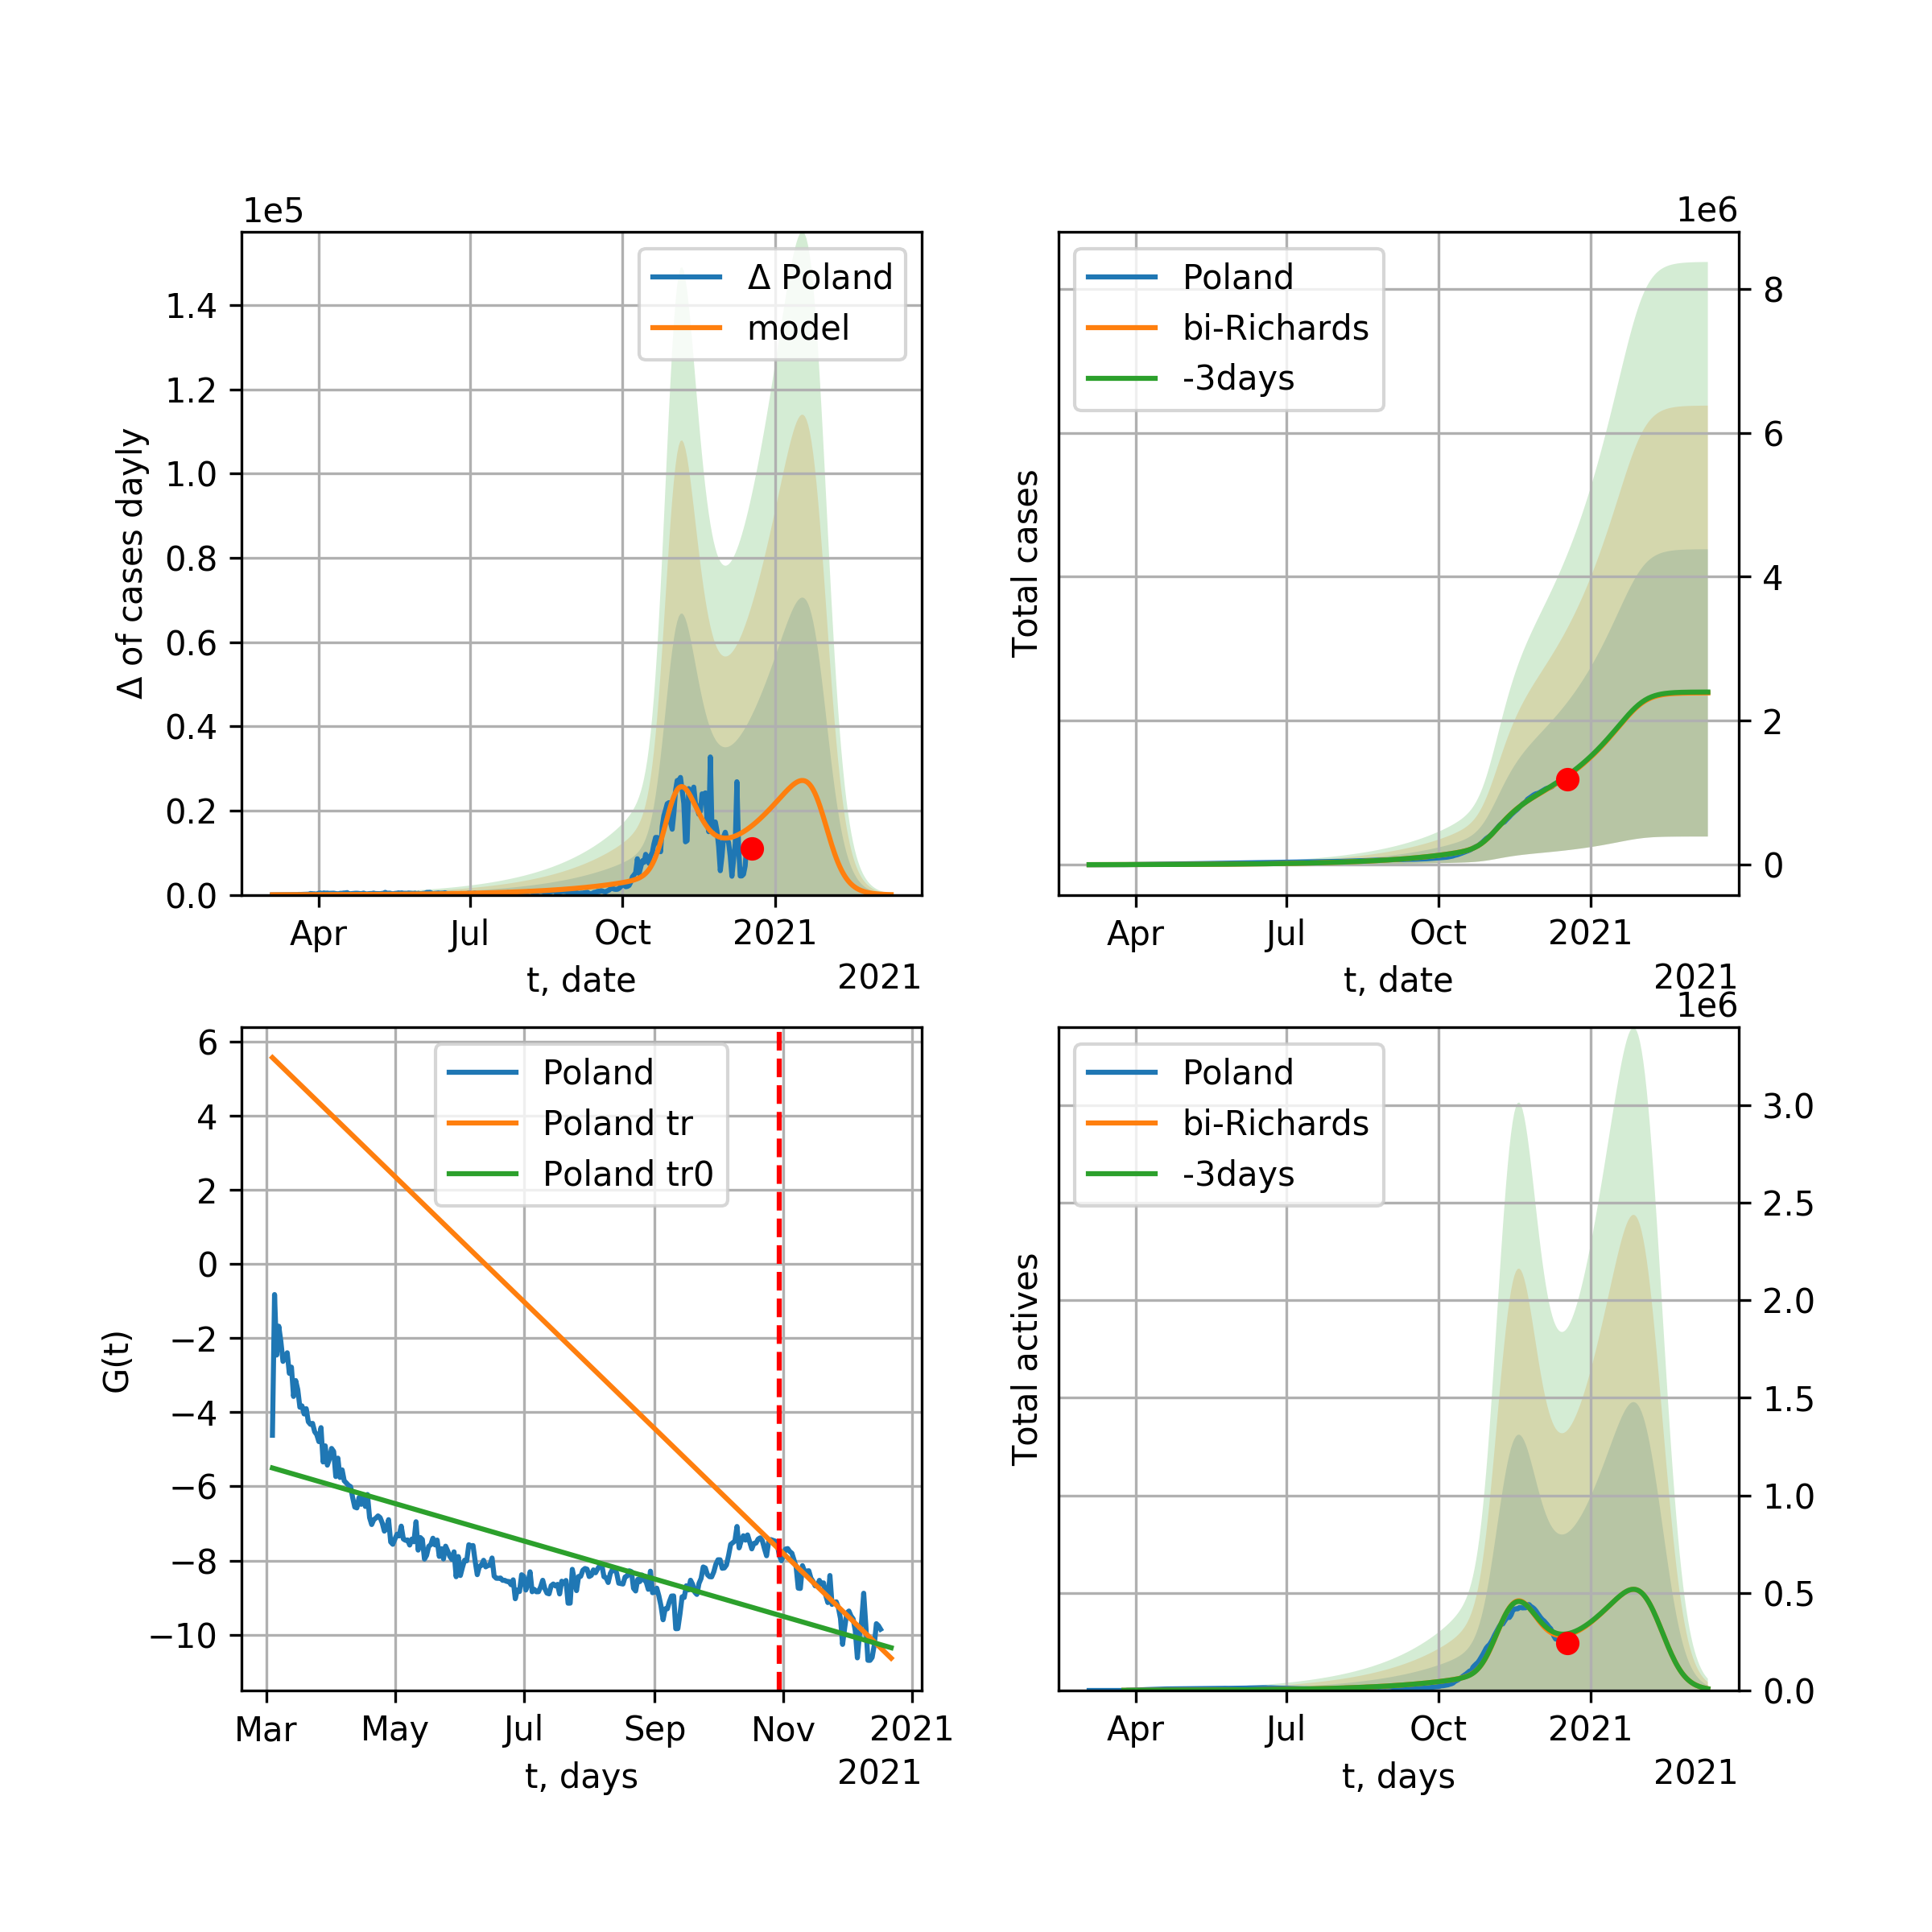 1e5
Δ of cases dayly
1.4
1.2
1.0
0.8
0.6
0.4
0.2
0.0
Δ Poland
model
Apr Jul Oct 2021
t, date
2021
1e6
Total cases
Poland
bi-Richards
-3days
8
6
4
2
0
Apr Jul Oct 2021
t, date
2021
G(t)
6
4
2
0
−2
−4
−6
−8
−10
Poland
Poland tr
Poland tr0
Mar May Jul Sep Nov 2021
t, days
2021
1e6
Total actives
Poland
bi-Richards
-3days
3.0
2.5
2.0
1.5
1.0
0.5
0.0
Apr Jul Oct 2021
t, days
2021